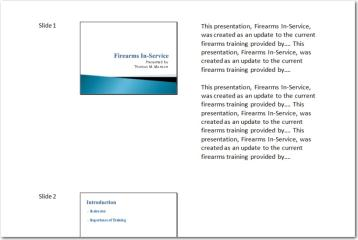 Slide 1
Firearms In-Service
Presented by
Thomas M. Manson
This presentation, Firearms In-Service,
was created as an update to the current
firearms training provided by.... This
presentation, Firearms In-Service, was
created as an update to the current
firearms training provided by....
This presentation, Firearms In-Service,
was created as an update to the current
firearms training provided by.... This
presentation, Firearms In-Service, was
created as an update to the current
firearms training provided by.... This
presentation, Firearms In-Service, was
created as an update to the current
firearms training provided by....
Slide 2
Introduction
Importance of Training